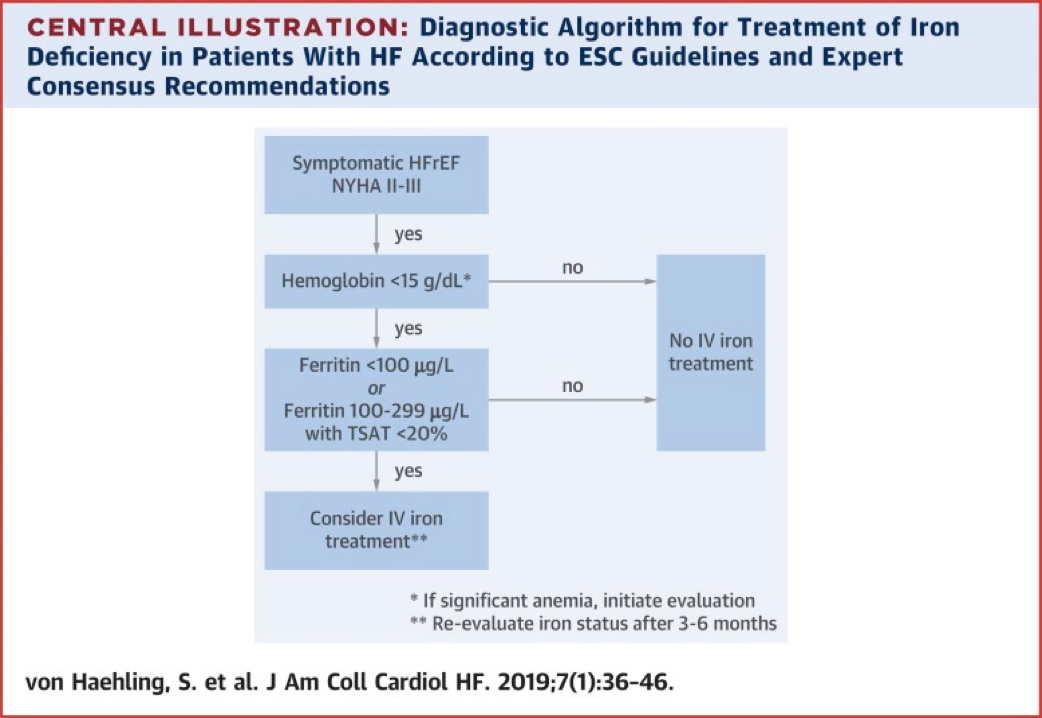 CENTRAL ILLUSTRATION: Diagnostic Algorithm for Treatment of Iron
Deficiency in Patients With HF According to ESC Guidelines and Expert
Consensus Recommendations
Symptomatic HFrEF
NYHA II-III
yes
Hemoglobin <15 g/dL*
no
yes
No IV iron
treatment
Ferritin <100 µg/L
or
Ferritin 100-299 µg/L
with TSAT <20%
no
yes
Consider IV iron
treatment**
* If significant anemia, initiate evaluation
** Re-evaluate iron status after 3-6 months
von Haehling, S. et al. J Am Coll Cardiol HF. 2019;7(1):36–46.